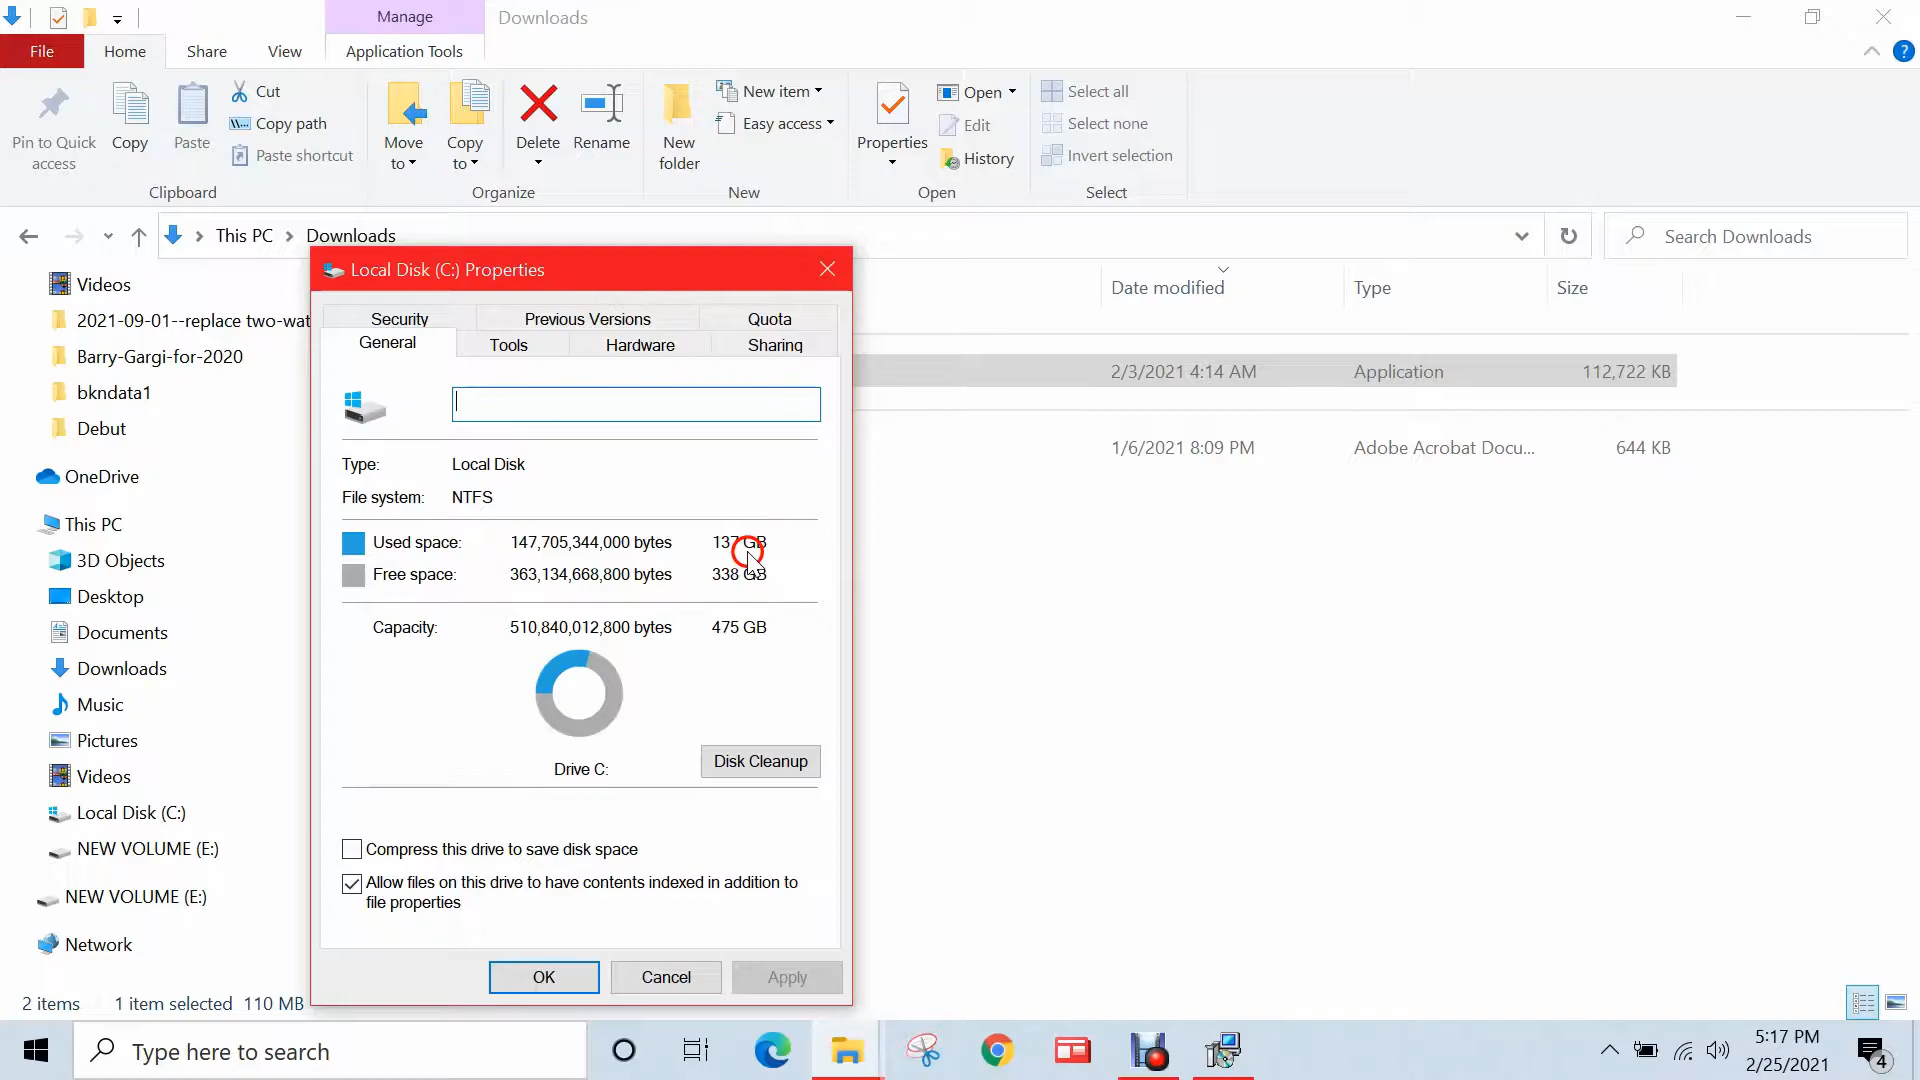 Manage
Downloads
File
Home
Share
View
Application Tools
Pin to Quick
access
Copy
Paste
Cut
Copy path
Paste shortcut
Clipboard
Move
to
Copy
to
Delete
Rename
Organize
New
folder
New item
Easy access
New
Properties
Open
Edit
History
Open
Select all
Select none
Invert selection
Select
This PC
Downloads
Search Downloads
Videos
2021-09-01--replace two-wat
Barry-Gargi-for-2020
bkndata1
Debut
OneDrive
This PC
3D Objects
Desktop
Documents
Downloads
Music
Pictures
Videos
Local Disk (C:)
NEW VOLUME (E:)
NEW VOLUME (E:)
Network
Date modified
Type
Size
2/3/2021 4:14 AM
Application
112,722 KB
1/6/2021 8:09 PM
Adobe Acrobat Docu...
644 KB
Local Disk (C:) Properties
Security
Previous Versions
Quota
General
Tools
Hardware
Sharing
Type:
Local Disk
File system:
NTFS
Used space:
147,705,344,000 bytes
137 GB
Free space:
363,134,668,800 bytes
338 GB
Capacity:
510,840,012,800 bytes
475 GB
Drive C:
Disk Cleanup
Compress this drive to save disk space
Allow files on this drive to have contents indexed in addition to
file properties
OK
Cancel
Apply
2 items
1 item selected
110 MB
Type here to search
5:17 PM
2/25/2021
4